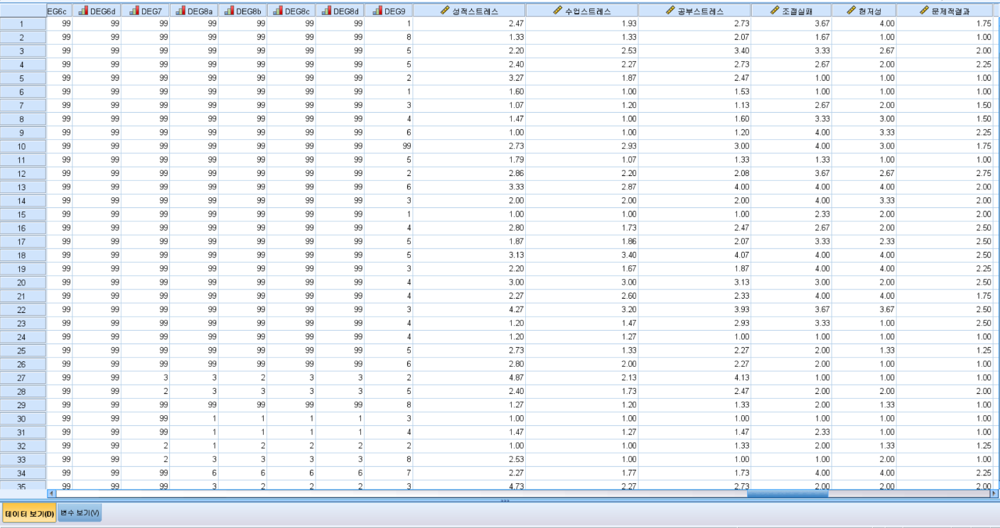 EG6c DEG6d DEG7 DEG8a DEG8b DEG8c DEG8d DEG9 성적스트레스 수업스트레스 공부스트레스 조절실패 현저성 문제적결과
1 99 99 99 99 99 99 99 1 2.47 1.93 2.73 3.67 4.00 1.75
2 99 99 99 99 99 99 99 8 1.33 1.33 2.07 1.67 1.00 1.00
3 99 99 99 99 99 99 99 5 2.20 2.53 3.40 3.33 2.67 2.00
4 99 99 99 99 99 99 99 5 2.40 2.27 2.73 2.67 2.00 2.25
5 99 99 99 99 99 99 99 2 3.27 1.87 2.47 1.00 1.00 1.00
6 99 99 99 99 99 99 99 1 1.60 1.00 1.53 1.00 1.00 1.00
7 99 99 99 99 99 99 99 3 1.07 1.20 1.13 2.67 2.00 1.50
8 99 99 99 99 99 99 99 4 1.47 1.00 1.60 3.33 3.00 1.50
9 99 99 99 99 99 99 99 6 1.00 1.00 1.20 4.00 3.33 2.25
10 99 99 99 99 99 99 99 99 2.73 2.93 3.00 4.00 3.00 1.75
11 99 99 99 99 99 99 99 5 1.79 1.07 1.33 1.33 1.00 1.00
12 99 99 99 99 99 99 99 2 2.86 2.20 2.08 3.67 2.67 2.75
13 99 99 99 99 99 99 99 6 3.33 2.87 4.00 4.00 4.00 2.00
14 99 99 99 99 99 99 99 3 2.00 2.00 2.00 4.00 3.33 2.00
15 99 99 99 99 99 99 99 1 1.00 1.00 1.00 2.33 2.00 2.00
16 99 99 99 99 99 99 99 4 2.80 1.73 2.47 2.67 2.00 2.50
17 99 99 99 99 99 99 99 5 1.87 1.86 2.07 3.33 2.33 2.50
18 99 99 99 99 99 99 99 5 3.13 3.40 4.07 4.00 4.00 2.50
19 99 99 99 99 99 99 99 3 2.20 1.67 1.87 4.00 4.00 2.25
20 99 99 99 99 99 99 99 4 3.00 3.00 3.13 3.00 2.00 2.50
21 99 99 99 99 99 99 99 4 2.27 2.60 2.33 4.00 4.00 1.75
22 99 99 99 99 99 99 99 3 4.27 3.20 3.93 3.67 3.67 2.50
23 99 99 99 99 99 99 99 4 1.20 1.47 2.93 3.33 1.00 2.50
24 99 99 99 99 99 99 99 4 1.20 1.27 1.00 1.00 1.00 1.00
25 99 99 99 99 99 99 99 5 2.73 1.33 2.27 2.00 1.33 1.25
26 99 99 99 99 99 99 99 6 2.80 2.00 2.27 2.00 1.00 1.00
27 99 99 3 3 2 3 3 2 4.87 2.13 4.13 1.00 1.00 1.00
28 99 99 2 3 3 3 3 5 2.40 1.73 2.47 2.00 2.00 2.00
29 99 99 99 99 99 99 99 8 1.27 1.20 1.33 2.00 1.33 1.00
30 99 99 99 1 1 1 1 3 1.00 1.00 1.00 1.00 1.00 1.00
31 99 99 99 1 1 1 1 4 1.47 1.27 1.47 2.33 1.00 1.00
32 99 99 2 1 2 2 2 2 1.00 1.00 1.33 2.00 1.33 1.25
33 99 99 2 3 3 3 3 8 2.53 1.00 1.00 1.00 2.00 1.00
34 99 99 99 6 6 6 6 7 2.27 1.77 1.73 4.00 4.00 2.25
35 99 99 99 3 2 2 2 3 4.73 2.27 2.73 2.00 2.00 2.00
데이터 보기(D) 변수 보기(V)